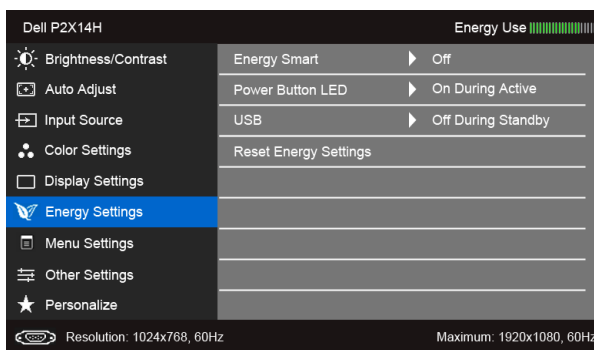 Dell P2X14H Energy Use
Brightness/Contrast Energy Smart Off
Auto Adjust Power Button LED On During Active
Input Source USB Off During Standby
Color Settings Reset Energy Settings
Display Settings
Energy Settings
Menu Settings
Other Settings
Personalize
Resolution: 1024x768, 60Hz Maximum: 1920x1080, 60Hz